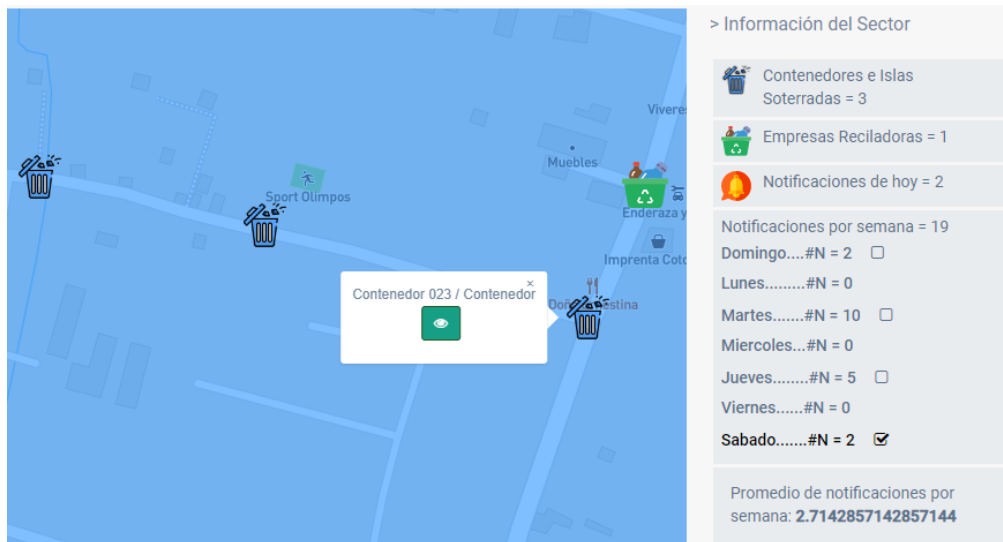 Vivere
Muebles
Sport Olimpos
Enderaza y
Imprenta Coto
Contenedor 023 / Contenedor
×
> Información del Sector
Contenedores e Islas
Soterradas = 3
Empresas Reciladoras = 1
Notificaciones de hoy = 2
Notificaciones por semana = 19
Domingo....#N = 2
Lunes.........#N = 0
Martes.......#N = 10
Miercoles...#N = 0
Jueves........#N = 5
Viernes......#N = 0
Sabado.......#N = 2
Promedio de notificaciones por
semana: 2.7142857142857144